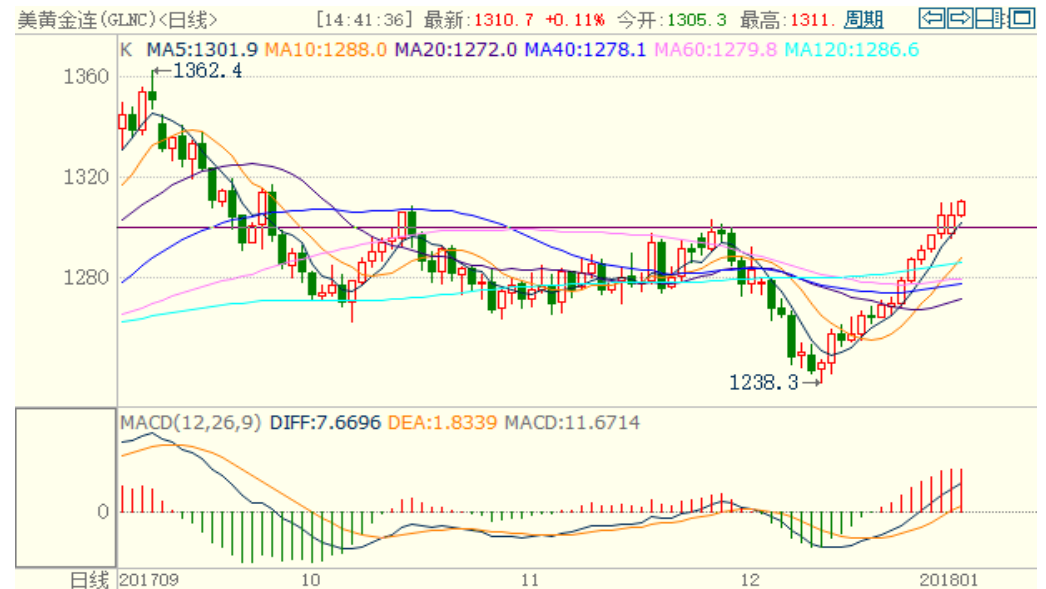 美黄金连(GLNC)<日线> [14:41:36] 最新:1310.7 +0.11% 今开:1305.3 最高:1311. 周期
K MA5:1301.9 MA10:1288.0 MA20:1272.0 MA40:1278.1 MA60:1279.8 MA120:1286.6
1362.4
1360
1320
1280
1238.3
MACD(12,26,9) DIFF:7.6696 DEA:1.8339 MACD:11.6714
0
日线 201709 10 11 12 201801